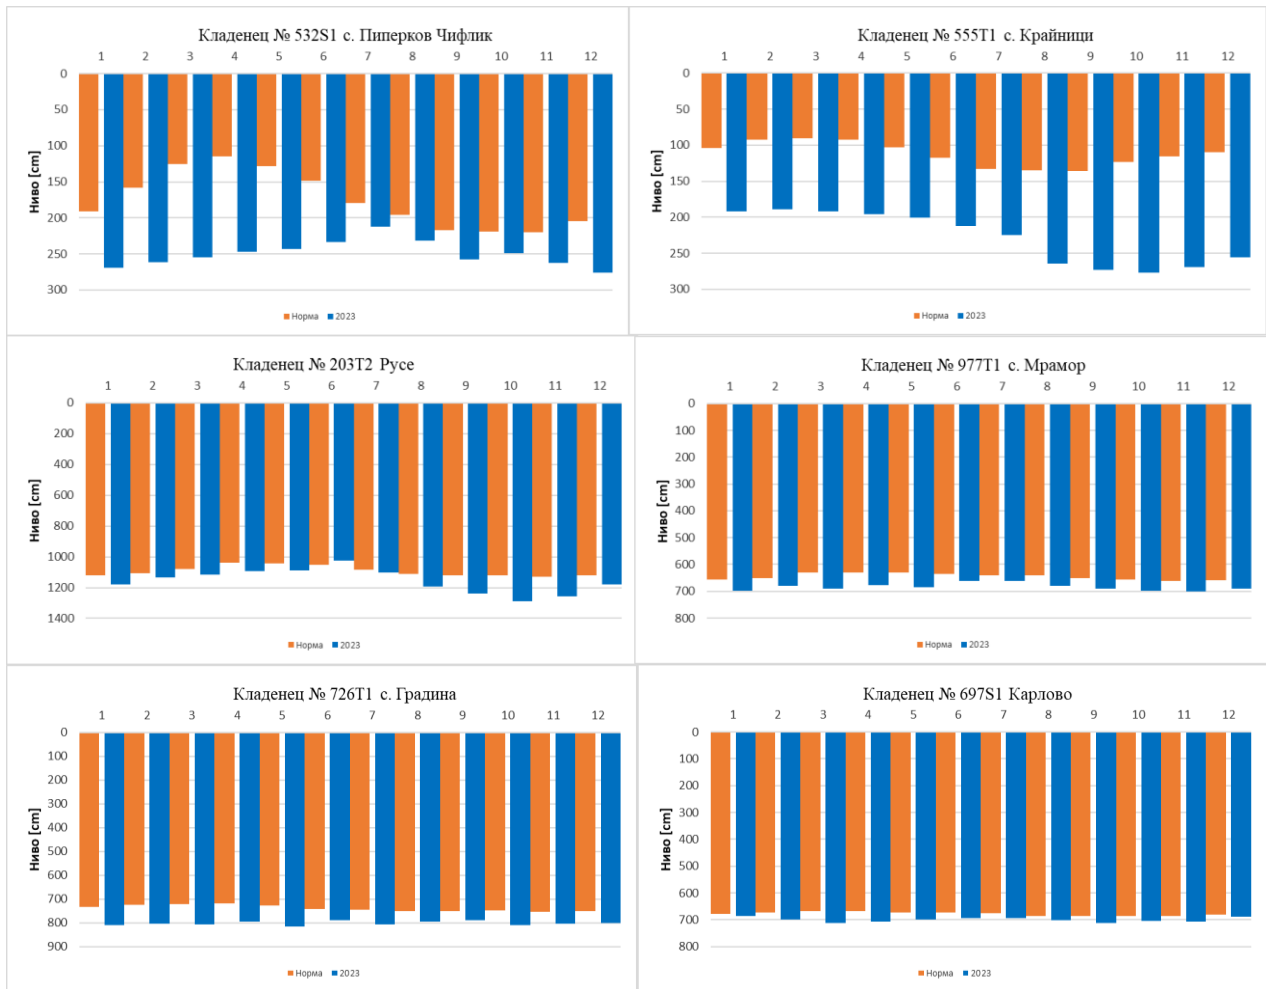 Кладенец № 532S1 с. Пиперков Чифлик
1 2 3 4 5 6 7 8 9 10 11 12
0
50
100
150
200
250
300
Ниво [cm]
Норма 2023
Кладенец № 555T1 с. Крайници
1 2 3 4 5 6 7 8 9 10 11 12
0
50
100
150
200
250
300
Ниво [cm]
Норма 2023
Кладенец № 203T2 Русе
1 2 3 4 5 6 7 8 9 10 11 12
0
200
400
600
800
1000
1200
1400
Ниво [cm]
Норма 2023
Кладенец № 977T1 с. Мрамор
1 2 3 4 5 6 7 8 9 10 11 12
0
100
200
300
400
500
600
700
800
Ниво [cm]
Норма 2023
Кладенец № 726T1 с. Градина
1 2 3 4 5 6 7 8 9 10 11 12
0
100
200
300
400
500
600
700
800
900
Ниво [cm]
Норма 2023
Кладенец № 697S1 Карлово
1 2 3 4 5 6 7 8 9 10 11 12
0
100
200
300
400
500
600
700
800
Ниво [cm]
Норма 2023